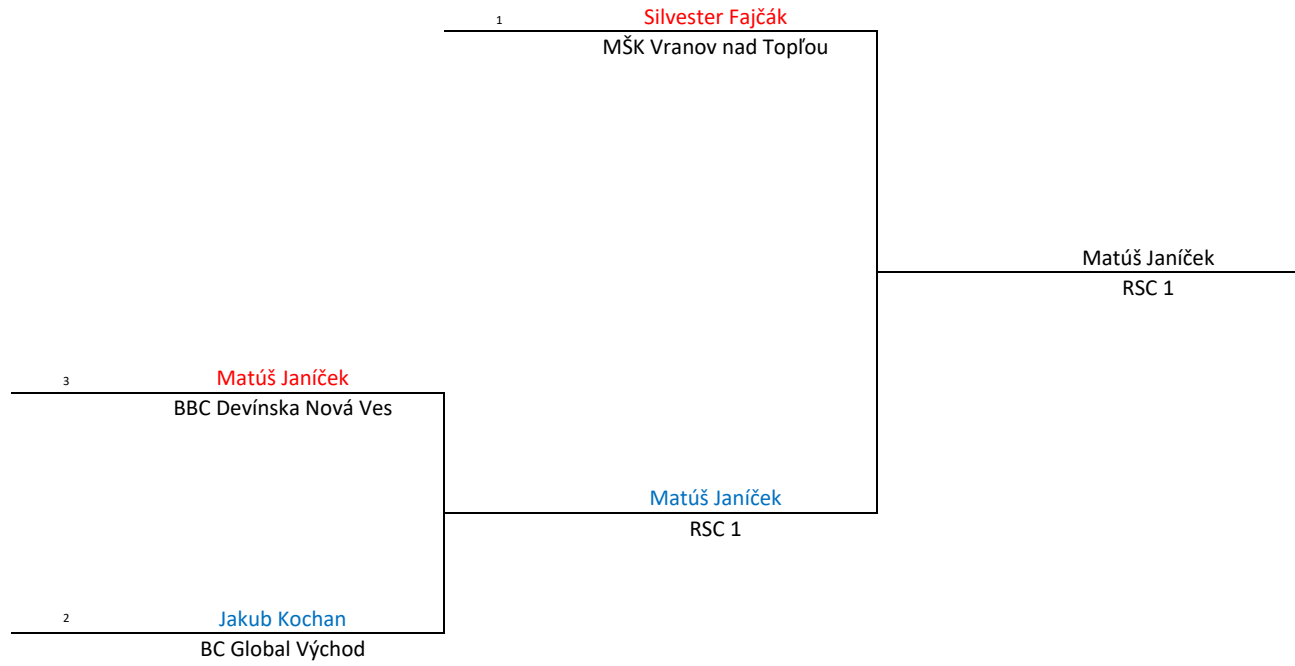 1 Silvester Fajčák
MŠK Vranov nad Topľou
Matúš Janíček
RSC 1
3 Matúš Janíček
BBC Devínska Nová Ves
Matúš Janíček
RSC 1
2 Jakub Kochan
BC Global Východ